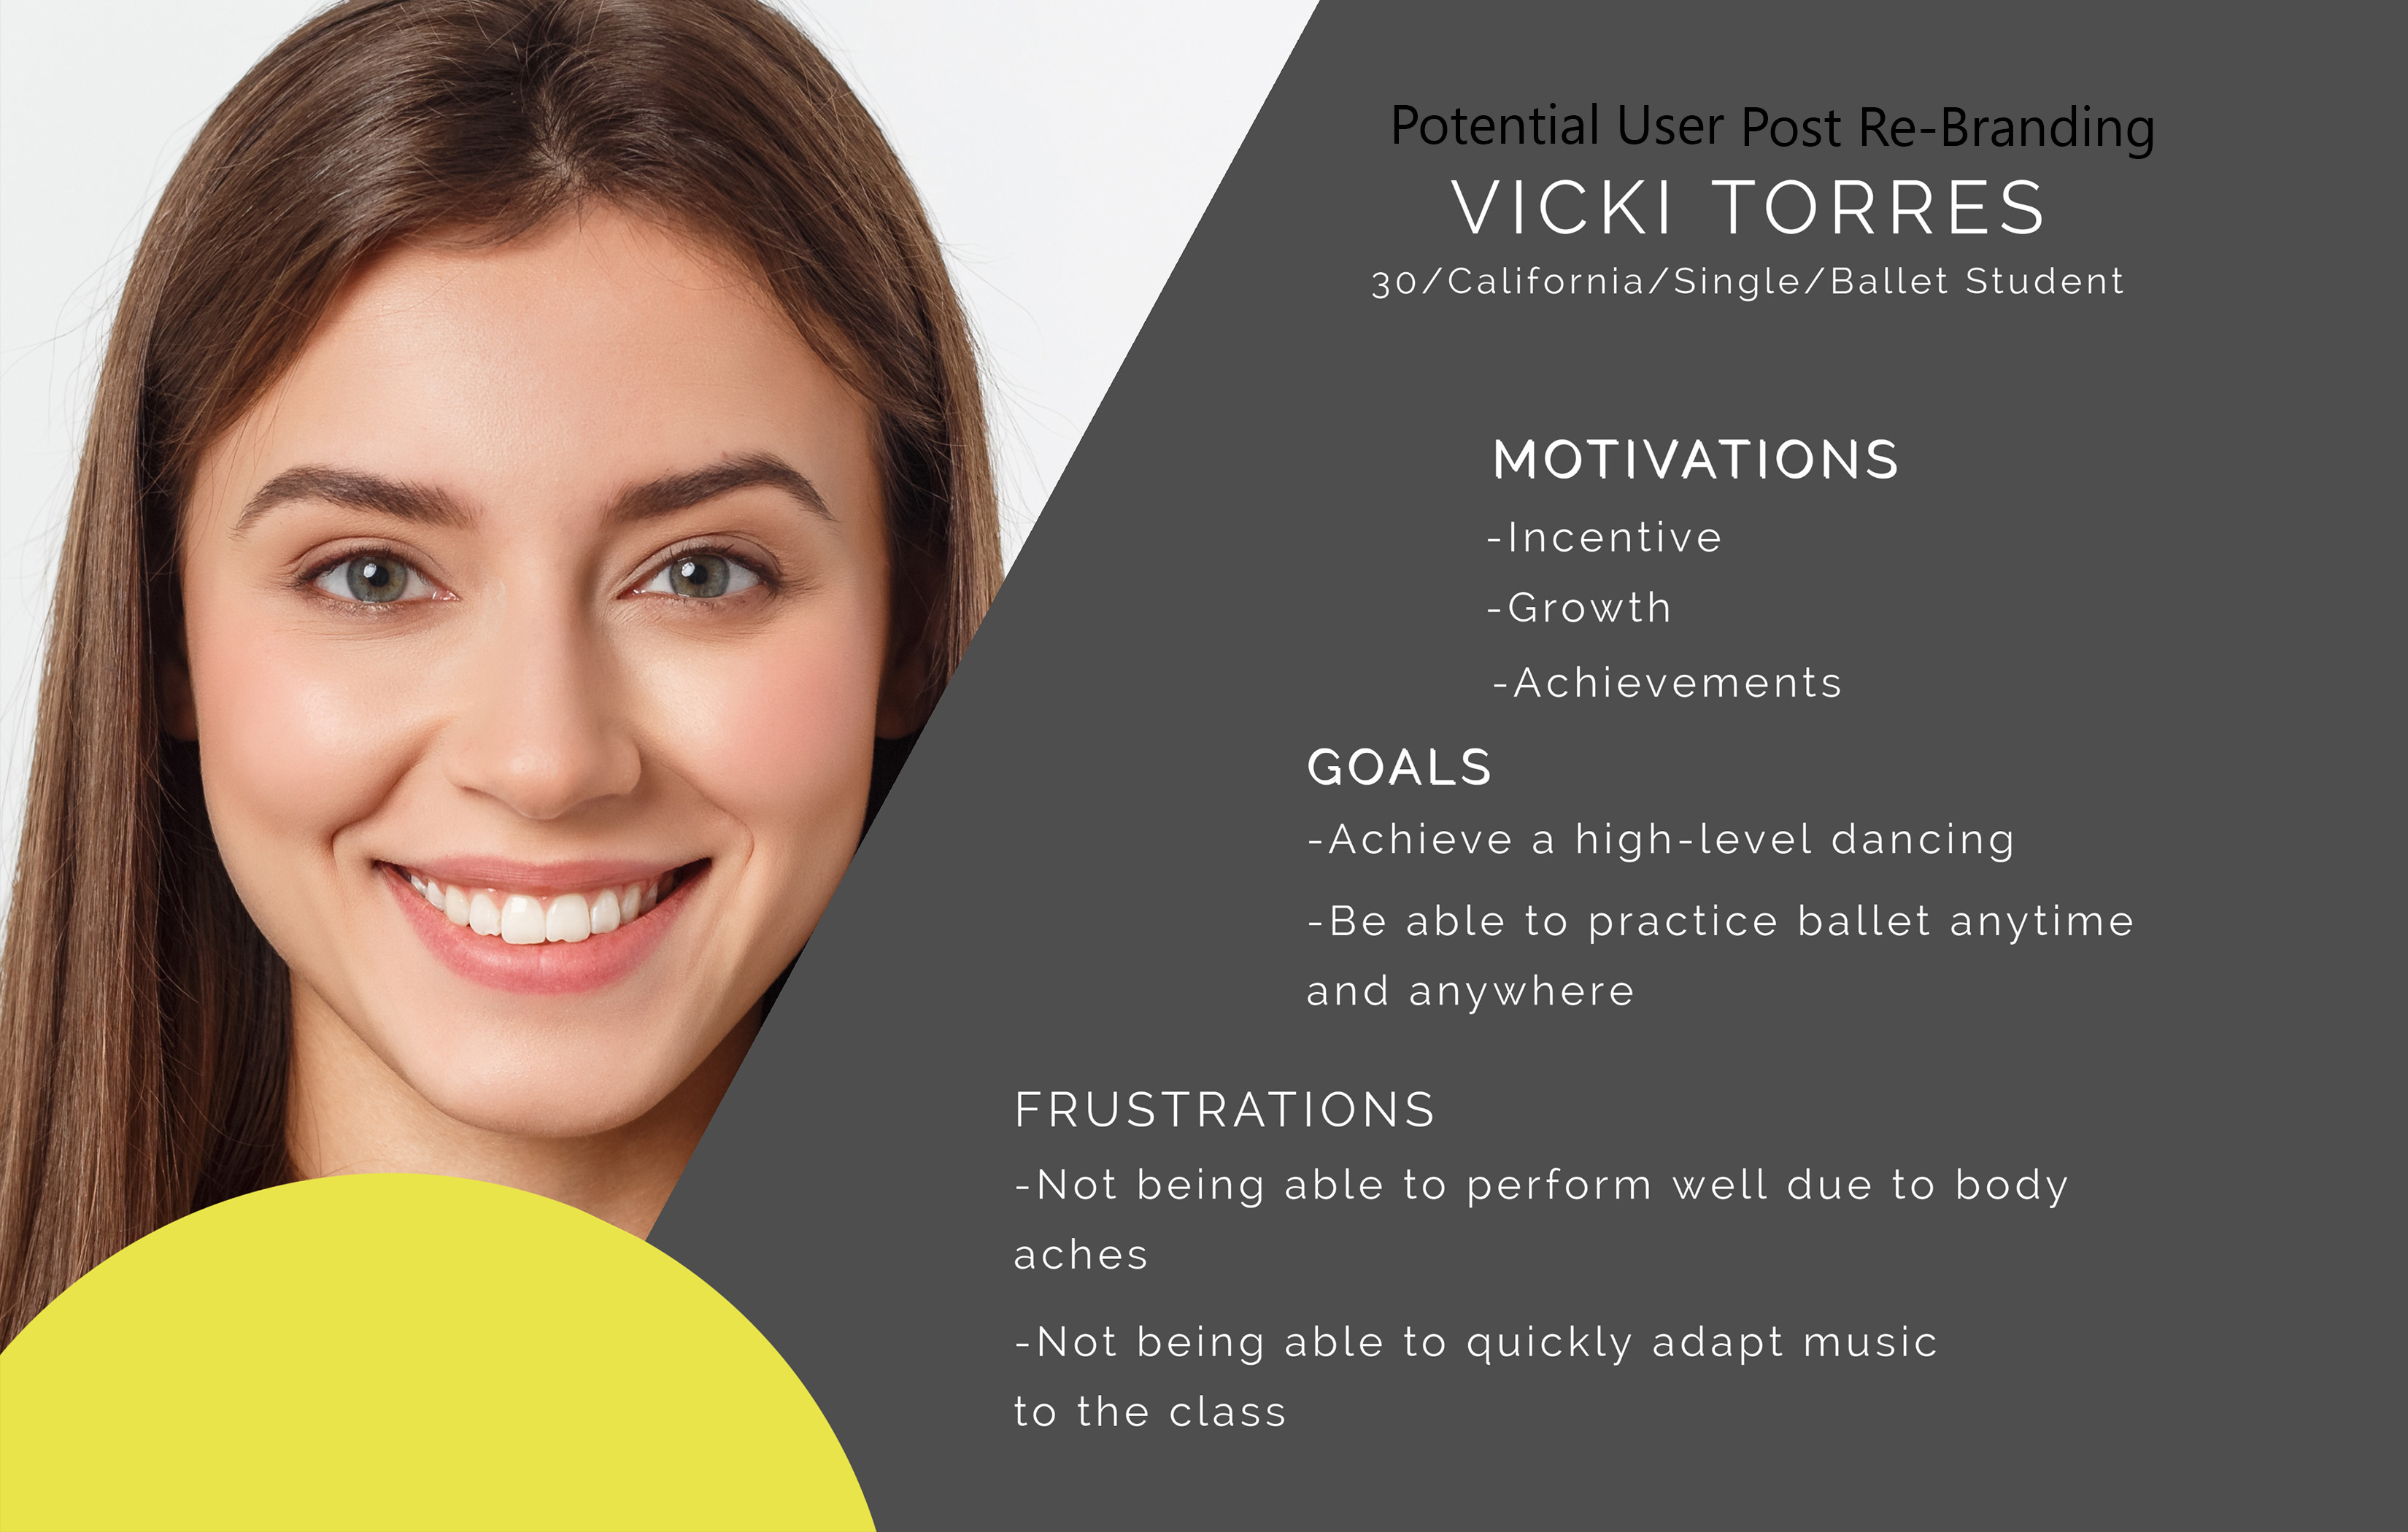 Potential User Post Re-Branding
VICKI TORRES
30/California/Single/Ballet Student
MOTIVATIONS
-Incentive
-Growth
-Achievements
GOALS
-Achieve a high-level dancing
-Be able to practice ballet anytime
and anywhere
FRUSTRATIONS
-Not being able to perform well due to body
aches
-Not being able to quickly adapt music
to the class